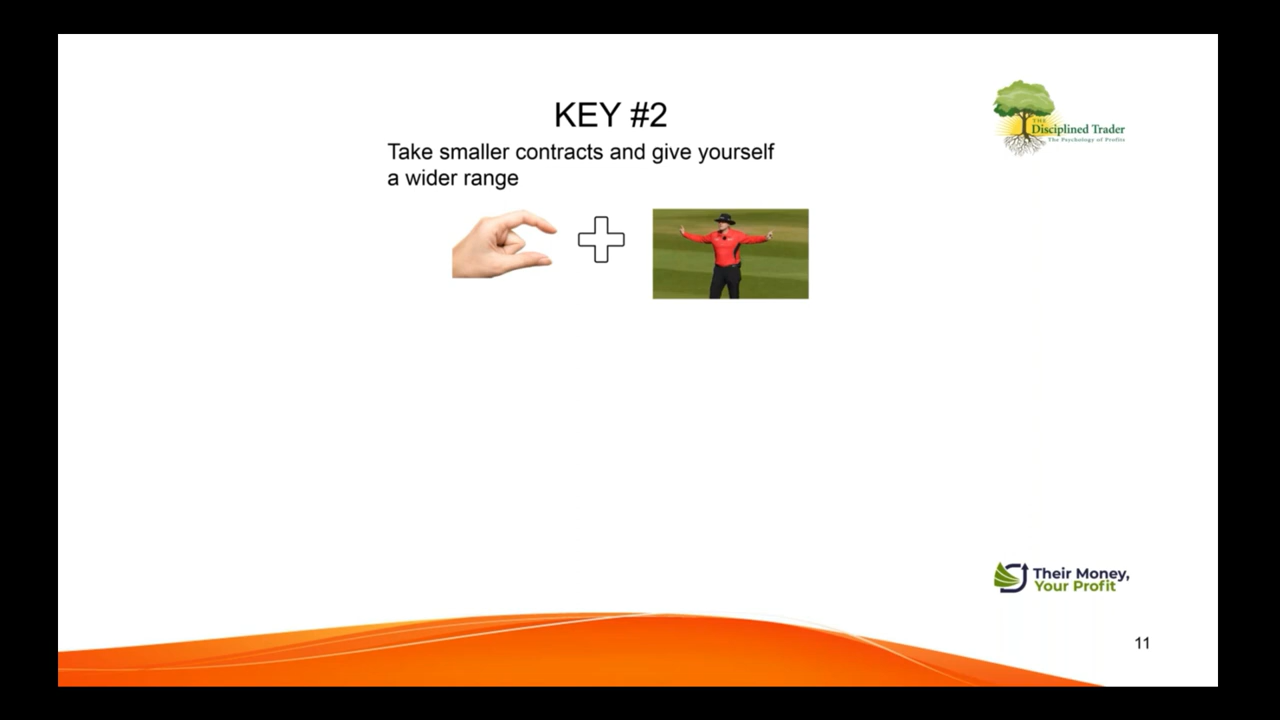 KEY #2
Take smaller contracts and give yourself
a wider range
THE
Disciplined Trader
The Psychology of Profits
Their Money,
Your Profit
11